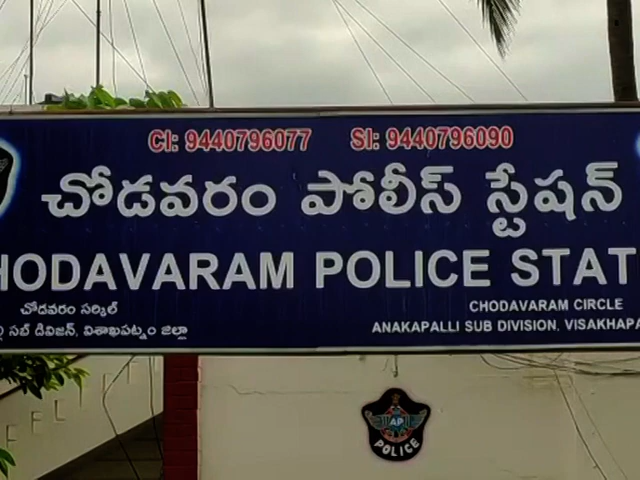 CI: 9440796077 SI: 9440796090
చోడవరం పోలీస్ స్టేషన్
HODAVARAM POLICE STAT
చోడవరం సర్కిల్
సబ్ డివిజన్, విశాఖపట్నం జిల్లా
CHODAVARAM CIRCLE
ANAKAPALLI SUB DIVISION. VISAKHAPA
AP
POLICE